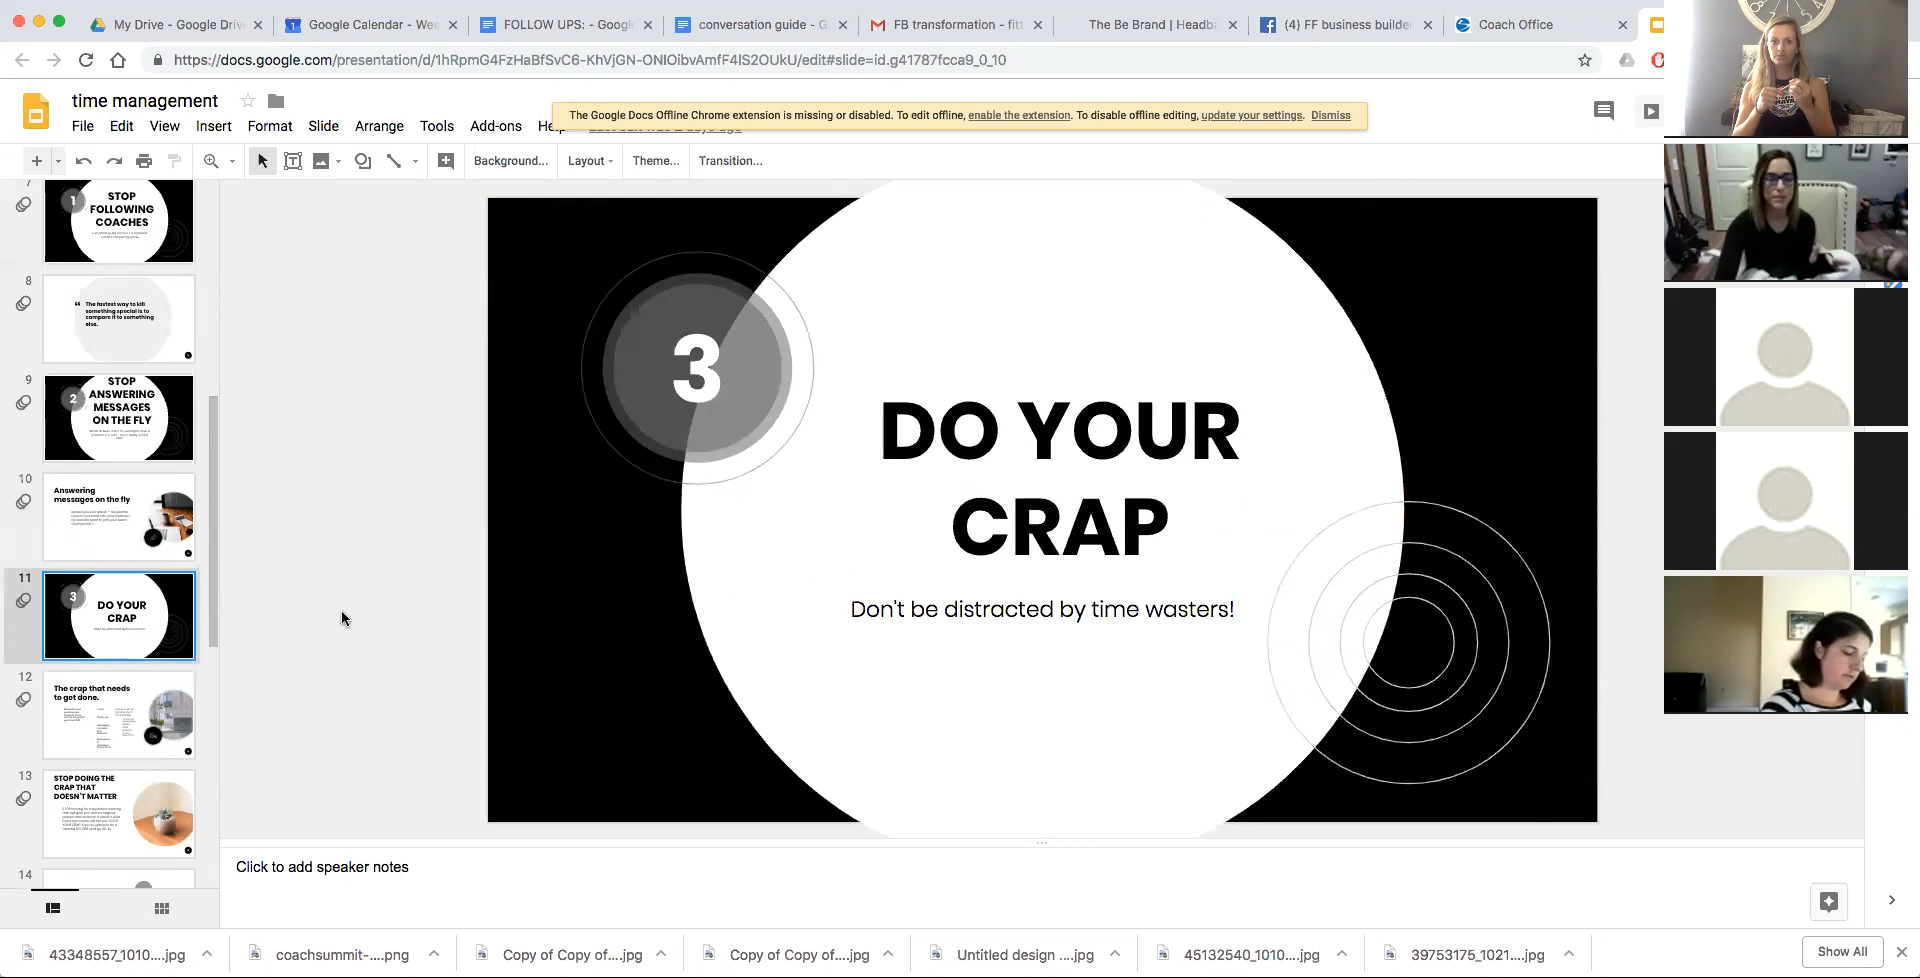 My Drive - Google Driv
Google Calendar - Wee
FOLLOW UPS: - Googl
conversation guide - G
FB transformation - fitt
The Be Brand | Headba
(4) FF business builde
Coach Office
https://docs.google.com/presentation/d/1hRpmG4FzHaBfSvC6-KhVjGN-ONlOibvAmfF4lS2OUkU/edit#slide=id.g41787fcca9_0_10
time management
The Google Docs Offline Chrome extension is missing or disabled. To edit offline, enable the extension. To disable offline editing, update your settings. Dismiss
File Edit View Insert Format Slide Arrange Tools Add-ons
Background... Layout Theme... Transition...
7
1
STOP
FOLLOWING
COACHES
8
“ The fastest way to kill
something special is to
compare it to something
else.
9
2
STOP
ANSWERING
MESSAGES
ON THE FLY
10
Answering
messages on the fly
11
3
DO YOUR
CRAP
12
The crap that needs
to get done.
13
STOP DOING THE
CRAP THAT
DOESN'T MATTER
14
3
DO YOUR
CRAP
Don't be distracted by time wasters!
Click to add speaker notes
43348557_1010....jpg
coachsummit-....png
Copy of Copy of....jpg
Copy of Copy of....jpg
Untitled design ....jpg
45132540_1010....jpg
39753175_1021....jpg
Show All